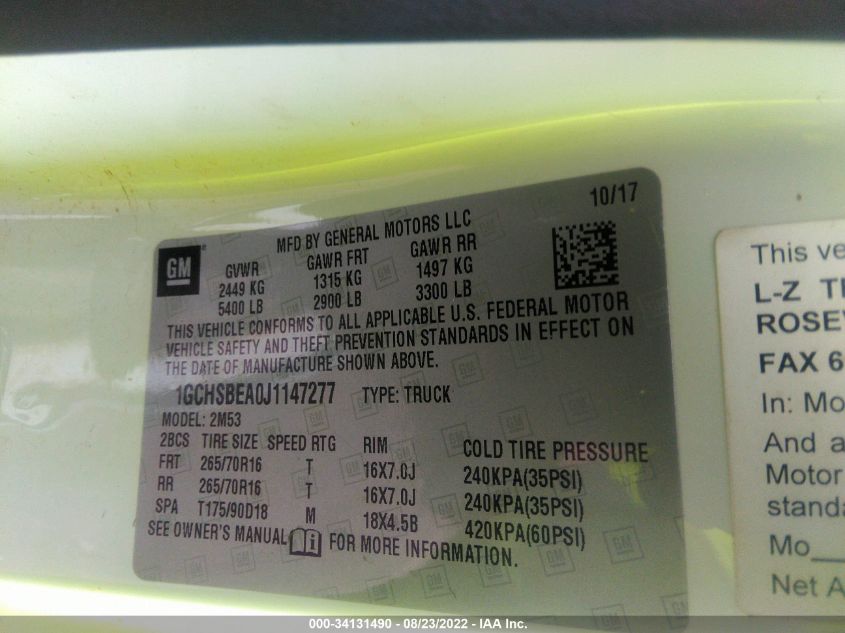 10/17
MFD BY GENERAL MOTORS LLC
GM
GVWR GAWR FRT GAWR RR
2449 KG 1315 KG 1497 KG
5400 LB 2900 LB 3300 LB
THIS VEHICLE CONFORMS TO ALL APPLICABLE U.S. FEDERAL MOTOR
VEHICLE SAFETY AND THEFT PREVENTION STANDARDS IN EFFECT ON
THE DATE OF MANUFACTURE SHOWN ABOVE.
1GCHSBEA0J1147277 TYPE: TRUCK
MODEL: 2M53
2BCS TIRE SIZE SPEED RTG RIM COLD TIRE PRESSURE
FRT 265/70R16 T 16X7.0J 240KPA(35PSI)
RR 265/70R16 T 16X7.0J 240KPA(35PSI)
SPA T175/90D18 M 18X4.5B 420KPA(60PSI)
SEE OWNER'S MANUAL FOR MORE INFORMATION.
This ve
L-Z T
ROSEV
FAX 6
In: Mo
And a
Motor
standa
Mo
Net A
000-34131490 - 08/23/2022 - IAA Inc.